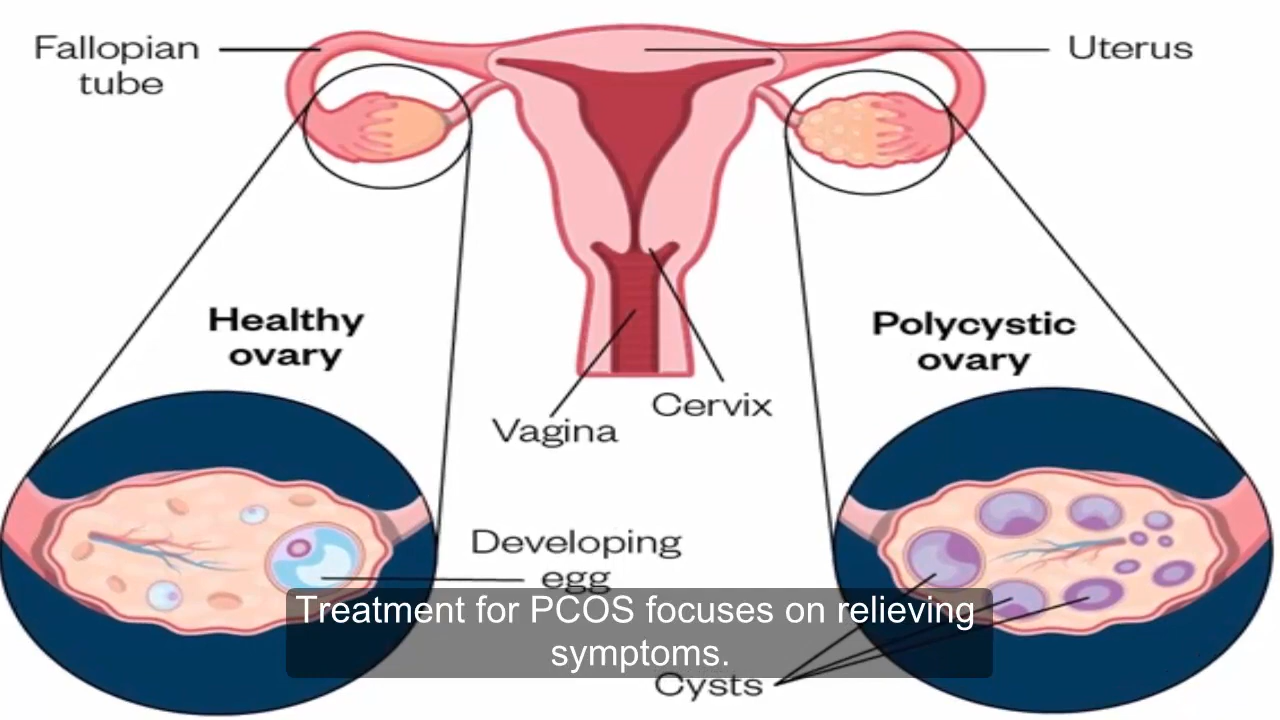 Fallopian
tube
Uterus
Healthy
ovary
Polycystic
ovary
Vagina
Cervix
Developing
egg
Treatment for PCOS focuses on relieving
symptoms.
Cysts